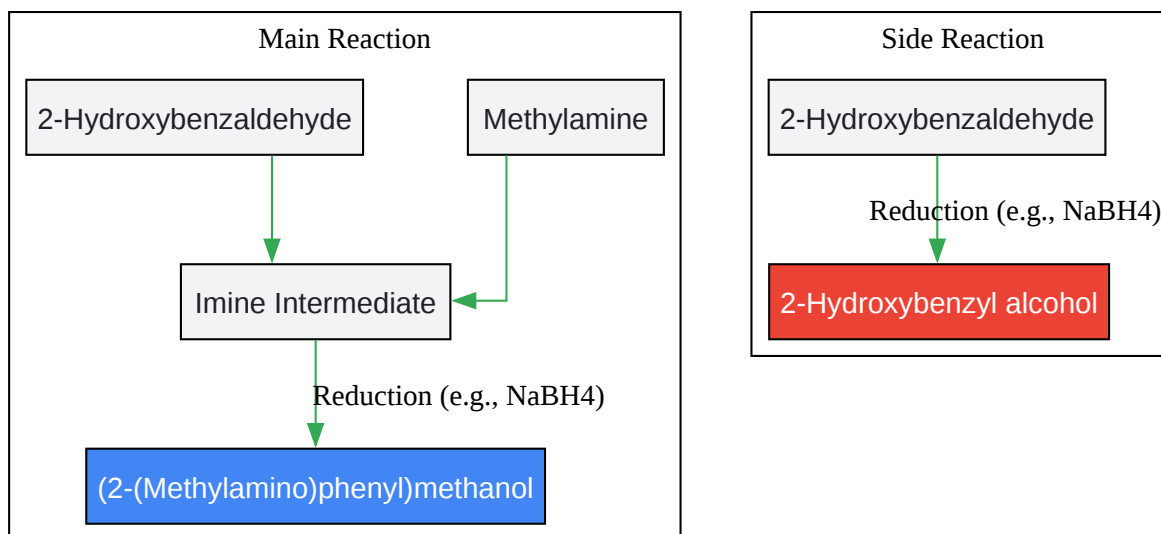 Main Reaction
2-Hydroxybenzaldehyde
Methylamine
Imine Intermediate
Reduction (e.g., NaBH4)
(2-(Methylamino)phenyl)methanol
Side Reaction
2-Hydroxybenzaldehyde
Reduction (e.g., NaBH4)
2-Hydroxybenzyl alcohol